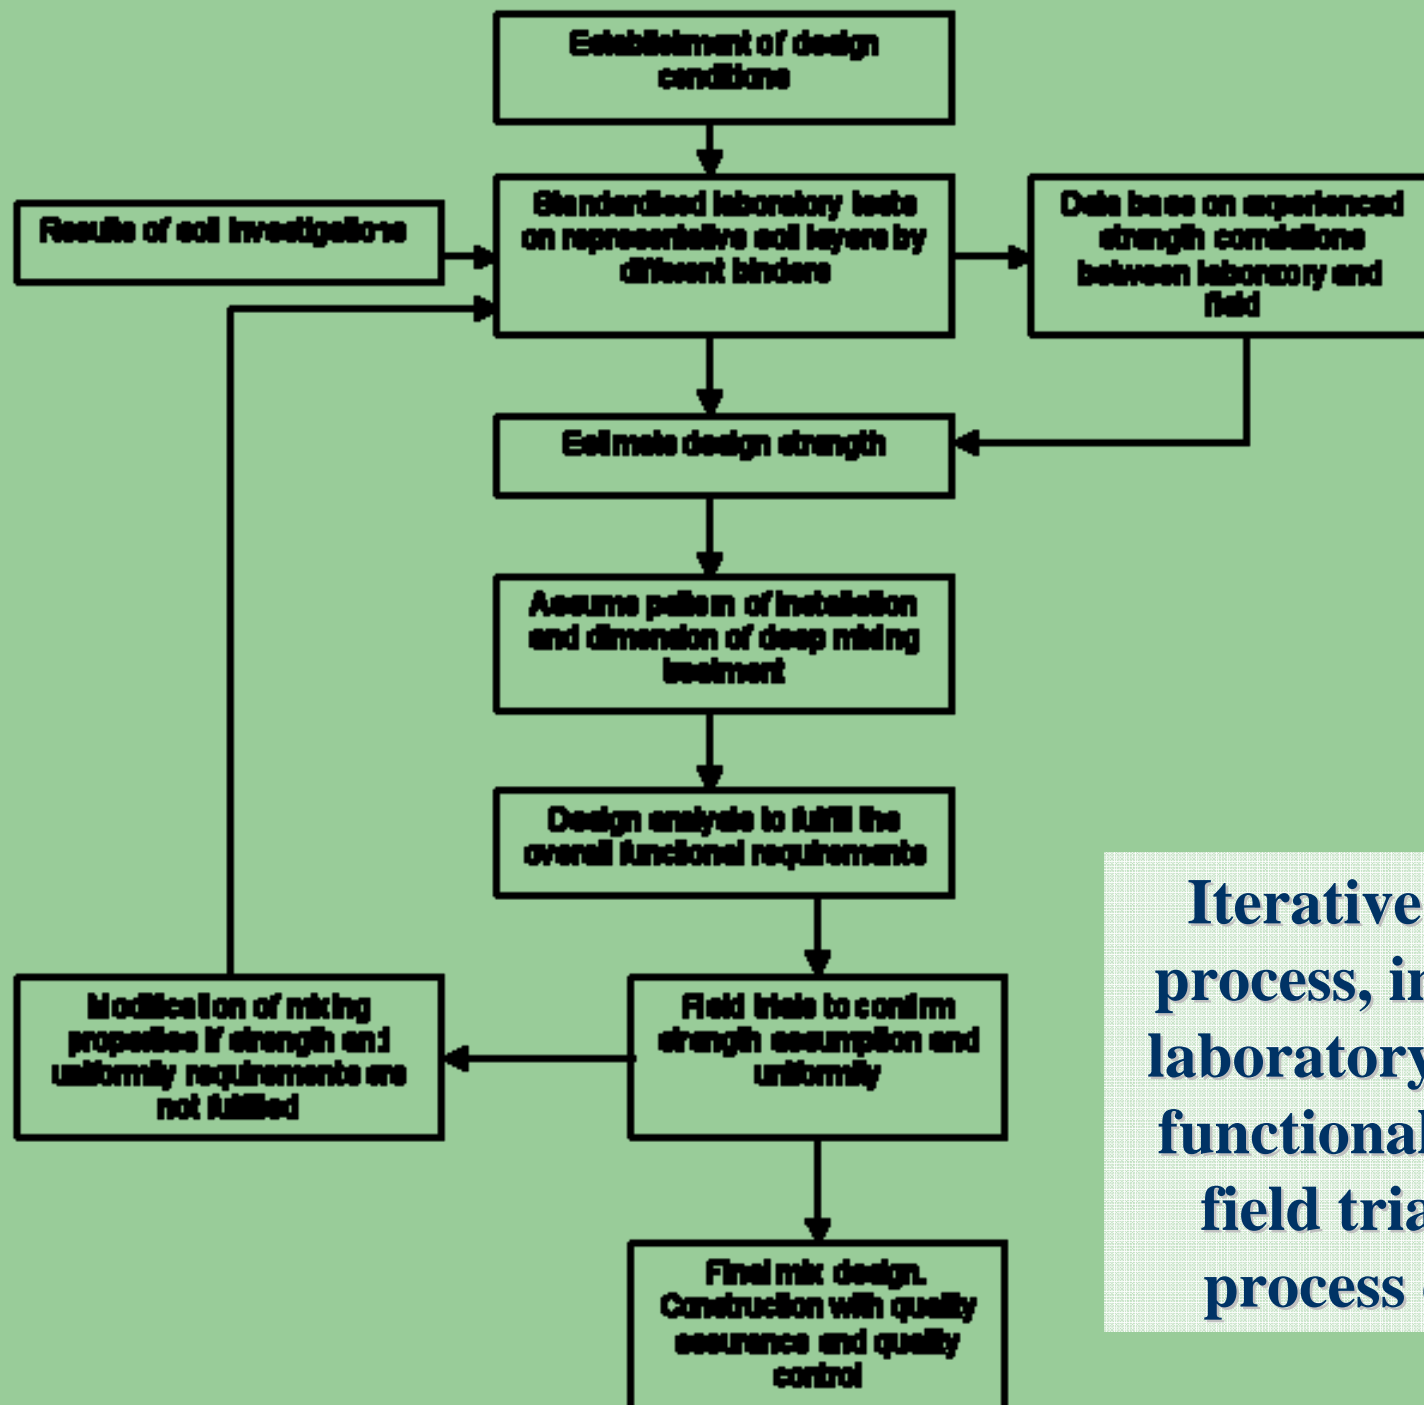 Establishment of design
conditions
Results of soil investigations
Standardised laboratory tests
on representative soil layers by
different binders
Data base on experienced
strength correlations
between laboratory and
field
Estimate design strength
Assume pattern of installation
and dimension of deep mixing
treatment
Design analysis to fulfill the
overall functional requirements
Modification of mixing
properties if strength and
uniformity requirements are
not fulfilled
Field trials to confirm
strength assumption and
uniformity
Final mix design.
Construction with quality
assurance and quality
control
Iterative
process,
laboratory
functional
field
process